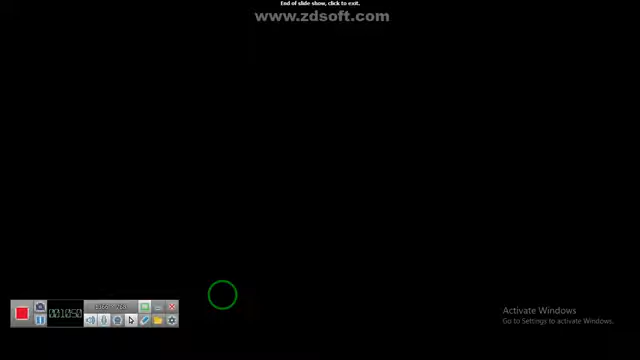 End of slide show, click to exit.
www.zdsoft.com
Activate Windows
Go to Settings to activate Windows.